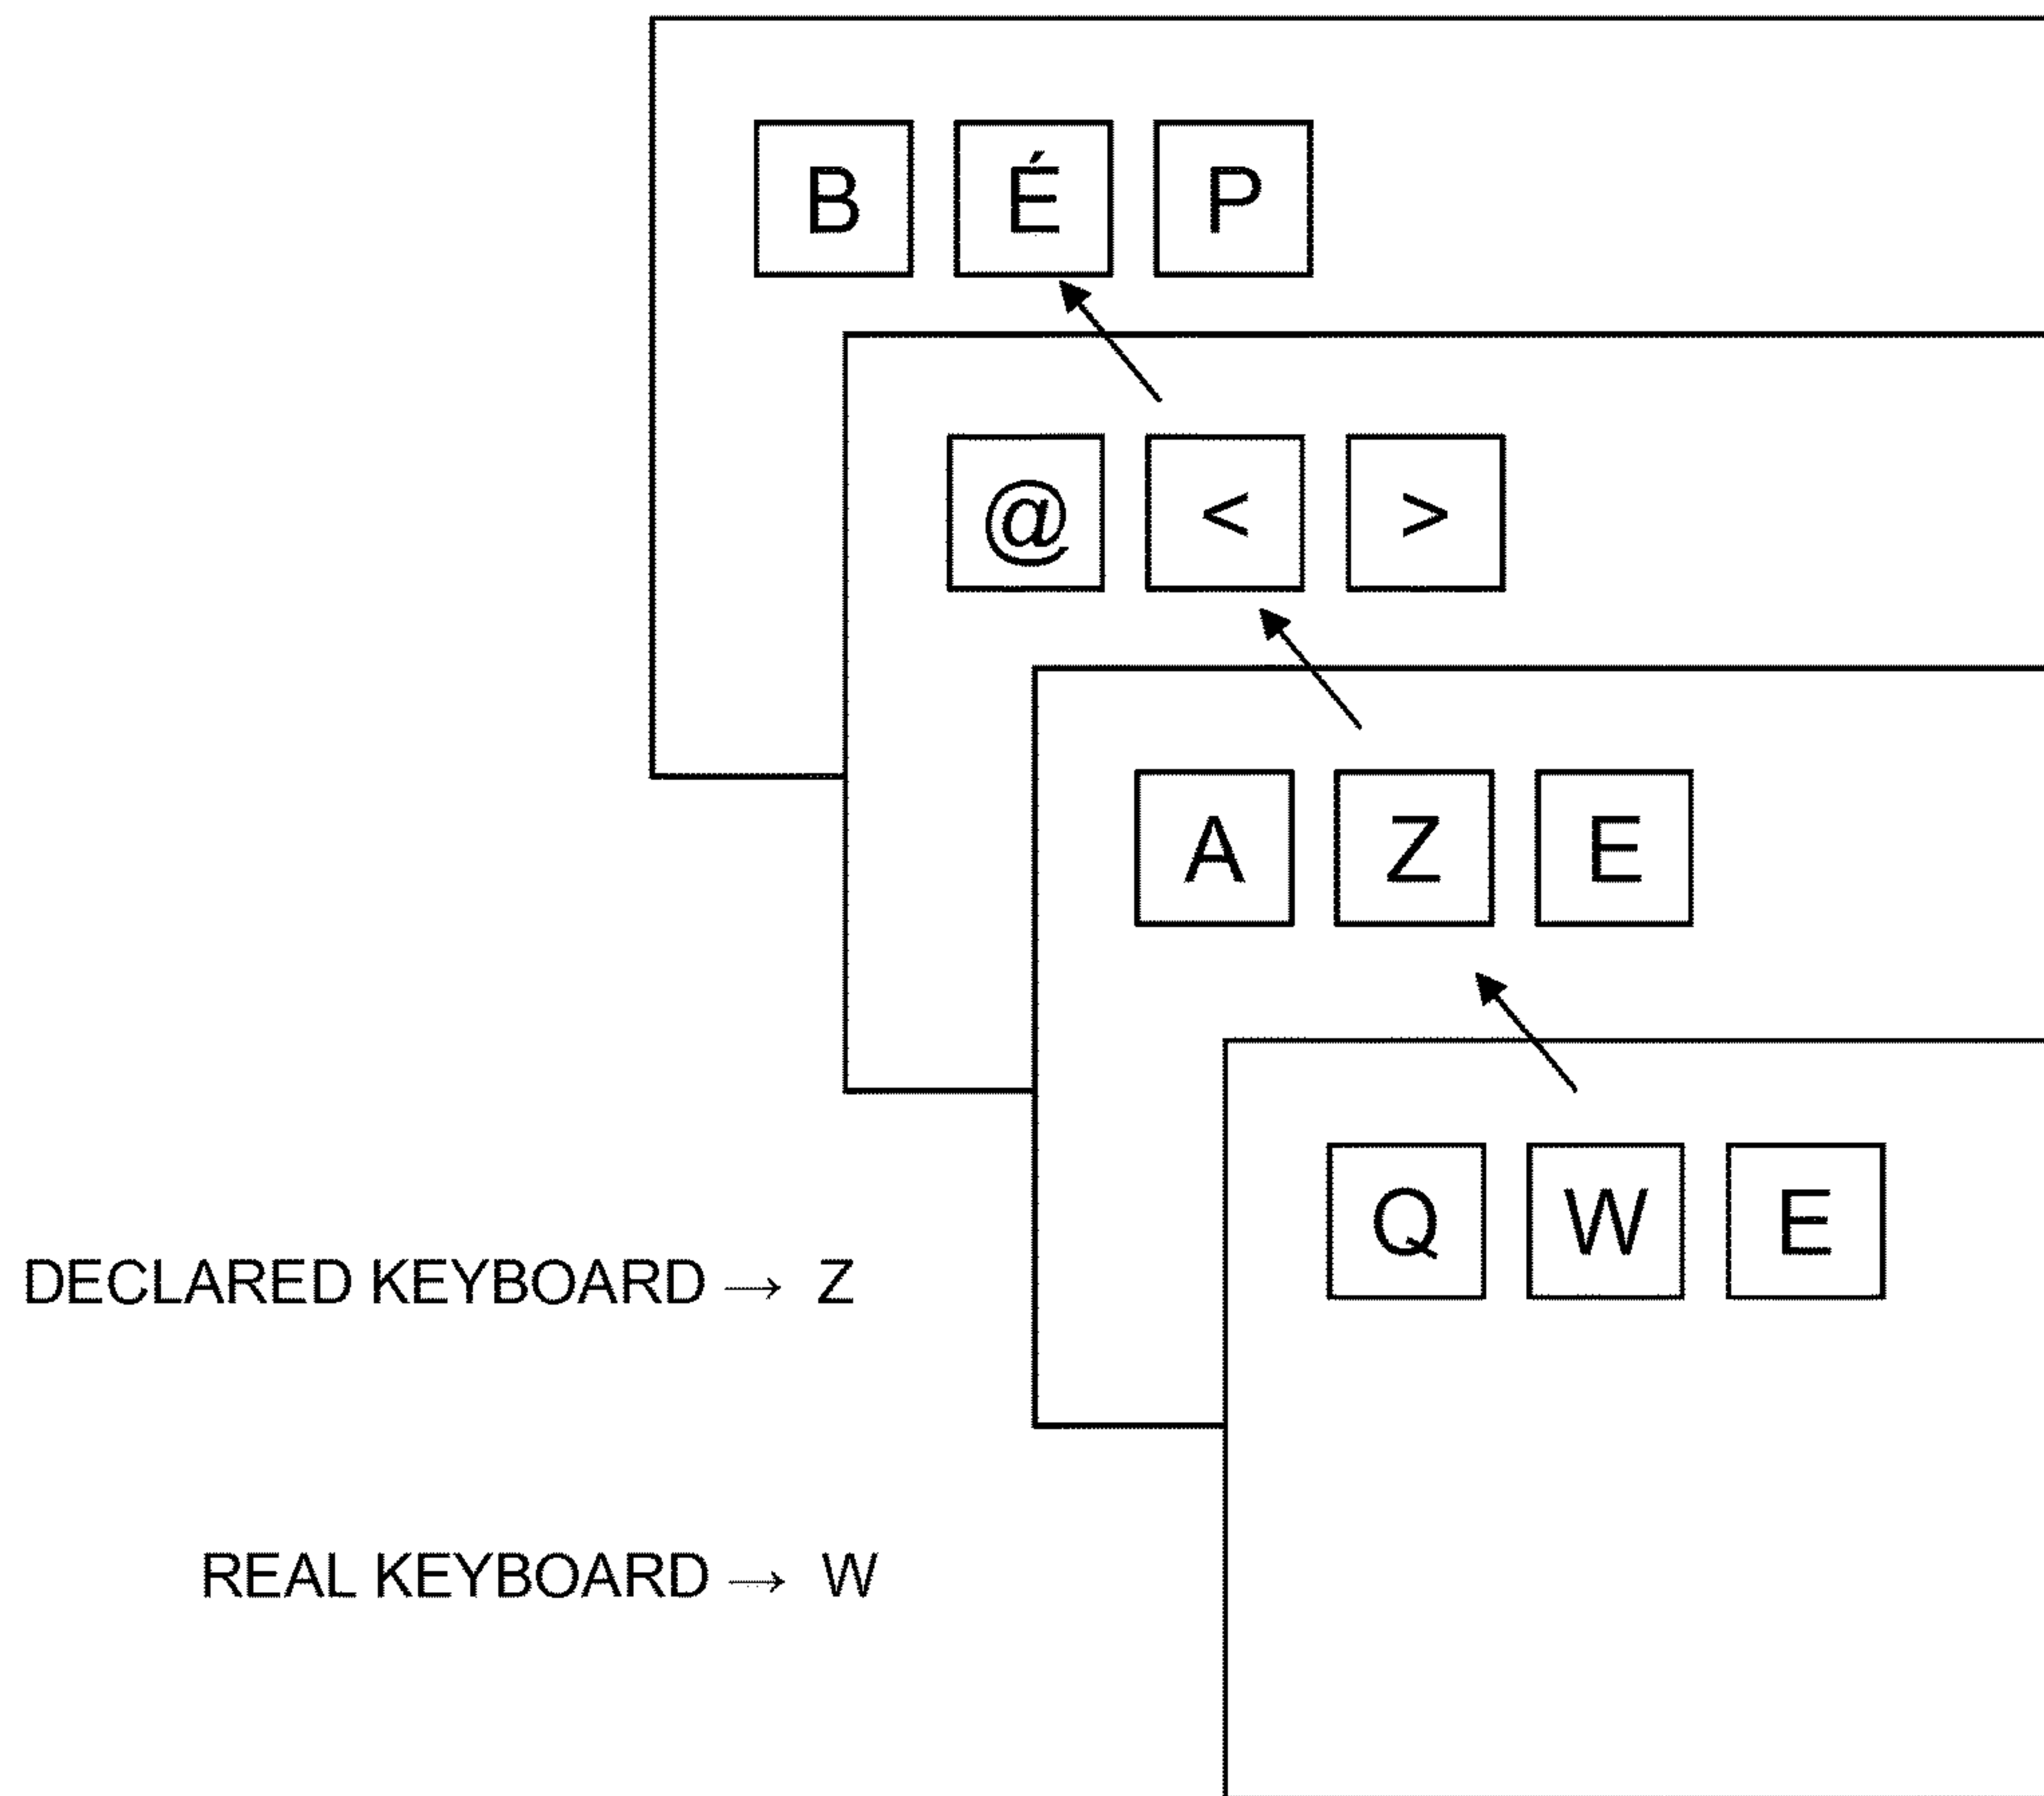 B É P
@ < >
A Z E
Q W E
DECLARED KEYBOARD → Z
REAL KEYBOARD → W